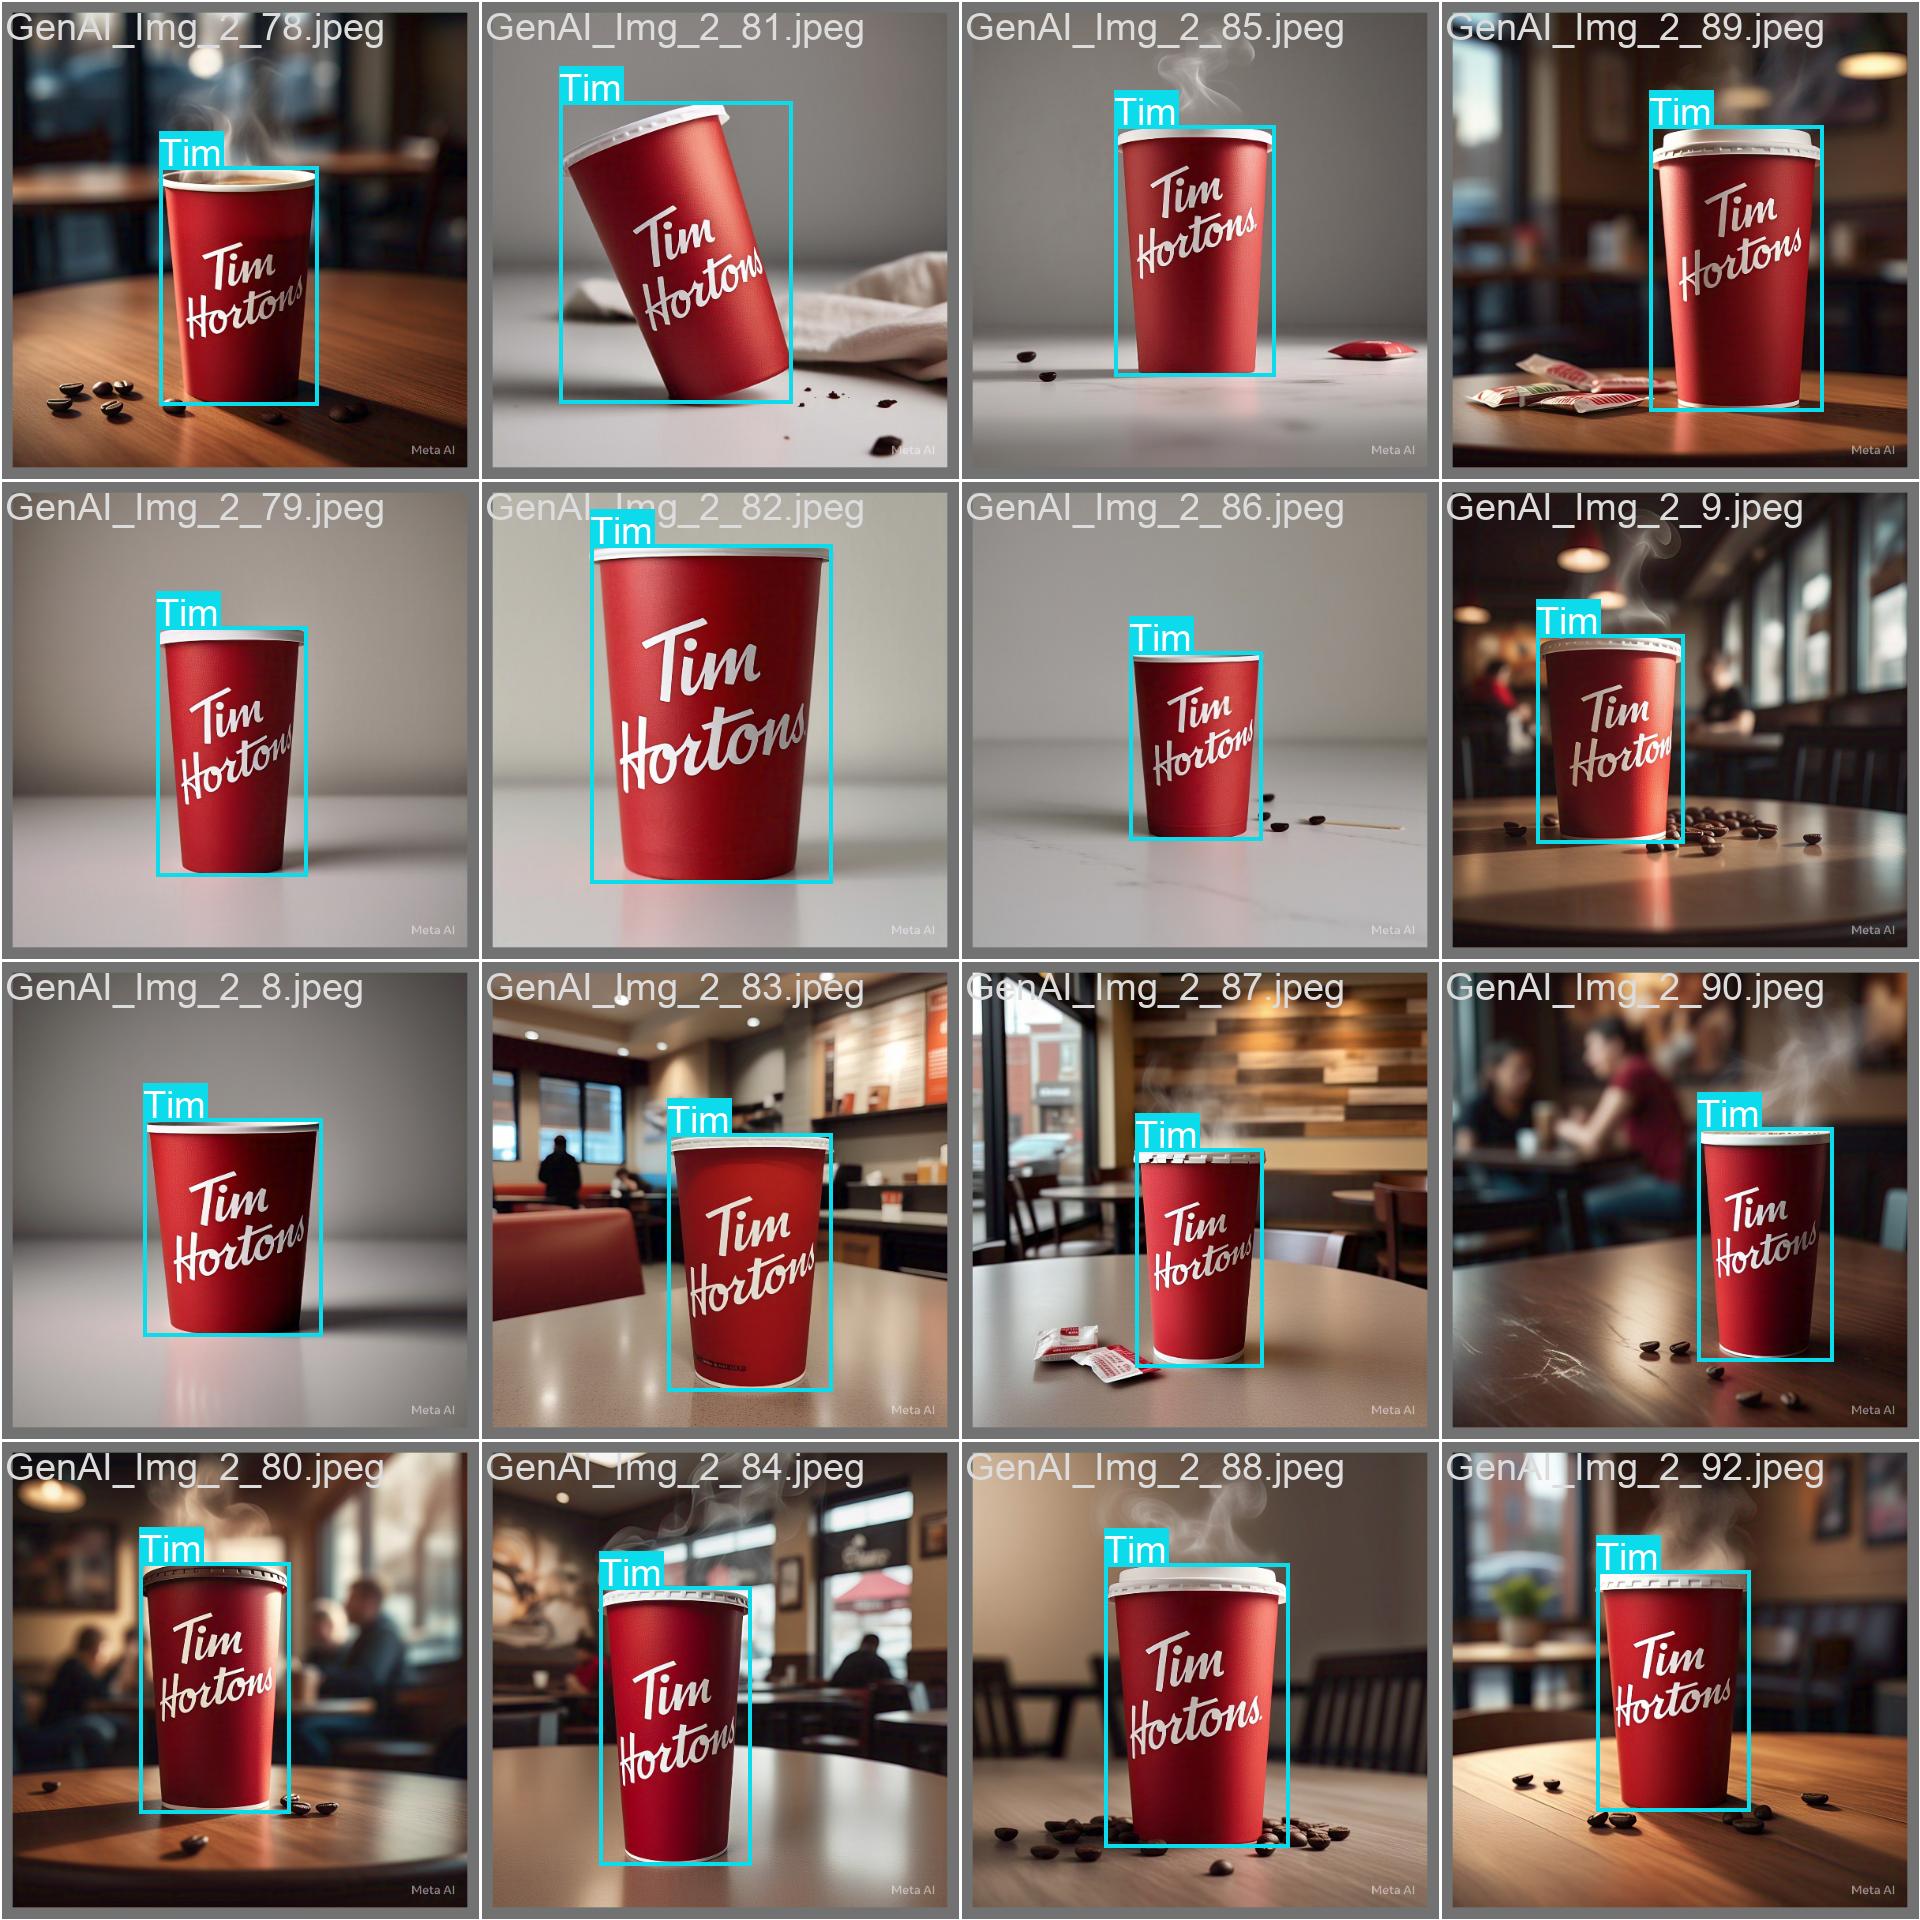 GenAI_Img_2_78.jpeg
Tim
Tim
Hortons
Meta AI
GenAI_Img_2_81.jpeg
Tim
Tim
Hortons
Meta AI
GenAI_Img_2_85.jpeg
Tim
Tim
Hortons
Meta AI
GenAI_Img_2_89.jpeg
Tim
Tim
Hortons
Meta AI
GenAI_Img_2_79.jpeg
Tim
Tim
Hortons
Meta AI
GenAI_Img_2_82.jpeg
Tim
Tim
Hortons
Meta AI
GenAI_Img_2_86.jpeg
Tim
Tim
Hortons
Meta AI
GenAI_Img_2_9.jpeg
Tim
Tim
Horton
Meta AI
GenAI_Img_2_8.jpeg
Tim
Tim
Hortons
Meta AI
GenAI_Img_2_83.jpeg
Tim
Tim
Hortons
Meta AI
GenAI_Img_2_87.jpeg
Tim
Tim
Hortons
Meta AI
GenAI_Img_2_90.jpeg
Tim
Tim
Hortons
Meta AI
GenAI_Img_2_80.jpeg
Tim
Tim
Hortons
Meta AI
GenAI_Img_2_84.jpeg
Tim
Tim
Hortons
Meta AI
GenAI_Img_2_88.jpeg
Tim
Tim
Hortons.
Meta AI
GenAI_Img_2_92.jpeg
Tim
Tim
Hortons
Meta AI